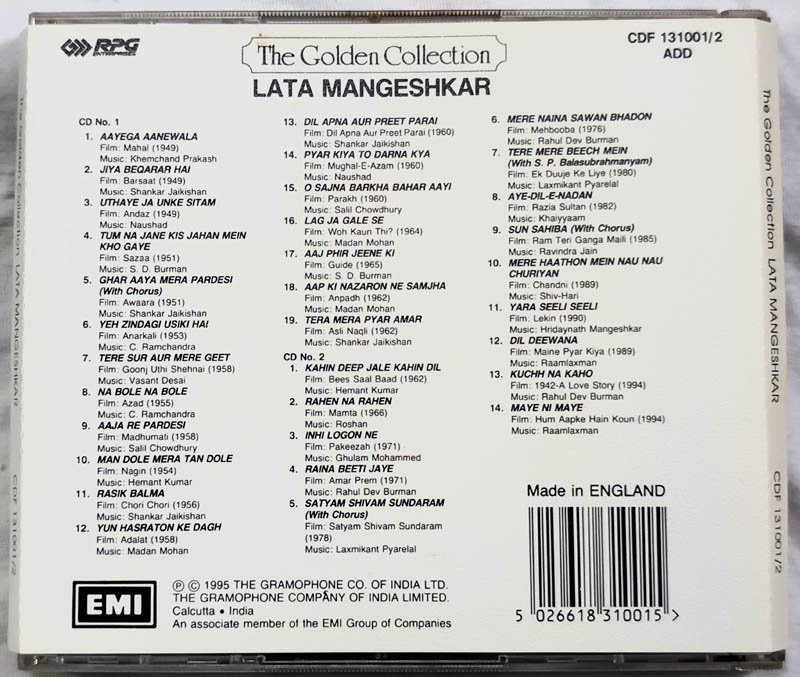 RPG
ENTERPRISES
The Golden Collection
LATA MANGESHKAR
CDF 131001/2
ADD
CD No. 1
1. AAYEGA AANEWALA
Film: Mahal (1949)
Music: Khemchand Prakash
2. JIYA BEQARAR HAI
Film: Barsaat (1949)
Music: Shankar Jaikishan
3. UTHAYE JA UNKE SITAM
Film: Andaz (1949)
Music: Naushad
4. TUM NA JANE KIS JAHAN MEIN
KHO GAYE
Film: Sazaa (1951)
Music: S. D. Burman
5. GHAR AAYA MERA PARDESI
(With Chorus)
Film: Awaara (1951)
Music: Shankar Jaikishan
6. YEH ZINDAGI USIKI HAI
Film: Anarkali (1953)
Music: C. Ramchandra
7. TERE SUR AUR MERE GEET
Film: Goonj Uthi Shehnai (1958)
Music: Vasant Desai
8. NA BOLE NA BOLE
Film: Azad (1955)
Music: C. Ramchandra
9. AAJA RE PARDESI
Film: Madhumati (1958)
Music: Salil Chowdhury
10. MAN DOLE MERA TAN DOLE
Film: Nagin (1954)
Music: Hemant Kumar
11. RASIK BALMA
Film: Chori Chori (1956)
Music: Shankar Jaikishan
12. YUN HASRATON KE DAGH
Film: Adalat (1958)
Music: Madan Mohan
13. DIL APNA AUR PREET PARAI
Film: Dil Apna Aur Preet Parai (1960)
Music: Shankar Jaikishan
14. PYAR KIYA TO DARNA KYA
Film: Mughal-E-Azam (1960)
Music: Naushad
15. O SAJNA BARKHA BAHAR AAYI
Film: Parakh (1960)
Music: Salil Chowdhury
16. LAG JA GALE SE
Film: Woh Kaun Thi? (1964)
Music: Madan Mohan
17. AAJ PHIR JEENE KI
Film: Guide (1965)
Music: S. D. Burman
18. AAP KI NAZARON NE SAMJHA
Film: Anpadh (1962)
Music: Madan Mohan
19. TERA MERA PYAR AMAR
Film: Asli Naqli (1962)
Music: Shankar Jaikishan
CD No. 2
1. KAHIN DEEP JALE KAHIN DIL
Film: Bees Saal Baad (1962)
Music: Hemant Kumar
2. RAHEN NA RAHEN
Film: Mamta (1966)
Music: Roshan
3. INHI LOGON NE
Film: Pakeezah (1971)
Music: Ghulam Mohammed
4. RAINA BEETI JAYE
Film: Amar Prem (1971)
Music: Rahul Dev Burman
5. SATYAM SHIVAM SUNDARAM
(With Chorus)
Film: Satyam Shivam Sundaram
(1978)
Music: Laxmikant Pyarelal
6. MERE NAINA SAWAN BHADON
Film: Mehbooba (1976)
Music: Rahul Dev Burman
7. TERE MERE BEECH MEIN
(With S. P. Balasubrahmanyam)
Film: Ek Duuje Ke Liye (1980)
Music: Laxmikant Pyarelal
8. AYE-DIL-E-NADAN
Film: Razia Sultan (1982)
Music: Khaiyyaam
9. SUN SAHIBA (With Chorus)
Film: Ram Teri Ganga Maili (1985)
Music: Ravindra Jain
10. MERE HAATHON MEIN NAU NAU
CHURIYAN
Film: Chandni (1989)
Music: Shiv-Hari
11. YARA SEELI SEELI
Film: Lekin (1990)
Music: Hridaynath Mangeshkar
12. DIL DEEWANA
Film: Maine Pyar Kiya (1989)
Music: Raamlaxman
13. KUCHH NA KAHO
Film: 1942-A Love Story (1994)
Music: Rahul Dev Burman
14. MAYE NI MAYE
Film: Hum Aapke Hain Koun (1994)
Music: Raamlaxman
Made in ENGLAND
5 026618 310015 >
EMI
Ⓟ © 1995 THE GRAMOPHONE CO. OF INDIA LTD.
THE GRAMOPHONE COMPANY OF INDIA LIMITED.
Calcutta • India
An associate member of the EMI Group of Companies
The Golden Collection LATA MANGESHKAR CDF 131001/2
The Golden Collection LATA MANGESHKAR CDF 131001/2